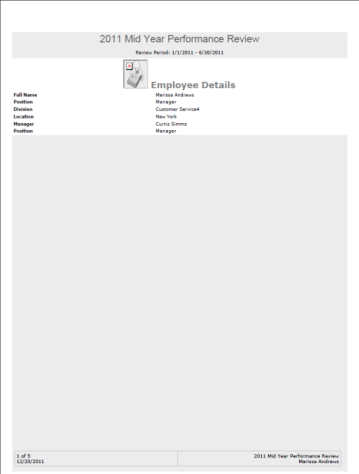 2011 Mid Year Performance Review
Review Period: 1/1/2011 - 6/30/2011
Employee Details
Full Name Marissa Andrews
Position Manager
Division Customer Service4
Location New York
Manager Curtis Simms
Position Manager
1 of 5 2011 Mid Year Performance Review
12/28/2011 Marissa Andrews